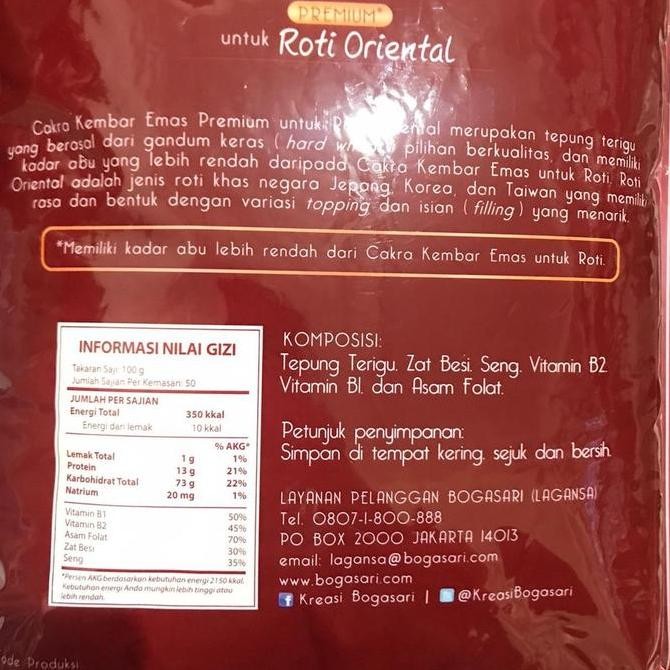 PREMIUM*
untuk Roti Oriental
Cakra Kembar Emas Premium untuk merupakan tepung terigu
yang berasal dari gandum keras (hard pilihan berkualitas, dan memiliki
kadar abu yang lebih rendah daripada Cakra Kembar Emas untuk Roti. Roti
Oriental adalah jenis roti khas negara Jepang, Korea, dan Taiwan yang memiliki
rasa dan bentuk dengan variasi topping dan isian (filling) yang menarik.
*Memiliki kadar abu lebih rendah dari Cakra Kembar Emas untuk Roti.
INFORMASI NILAI GIZI
Takaran Saji: 100 g
Jumlah Sajian Per Kemasan: 50
JUMLAH PER SAJIAN
Energi Total 350 kkal
Energi dari lemak 10 kkal
% AKG*
Lemak Total 1 g 1%
Protein 13 g 21%
Karbohidrat Total 73 g 22%
Natrium 20 mg 1%
Vitamin B1 50%
Vitamin B2 45%
Asam Folat 70%
Zat Besi 30%
Seng 35%
*Persen AKG berdasarkan kebutuhan energi 2150 kkal.
Kebutuhan energi Anda mungkin lebih tinggi atau
lebih rendah.
KOMPOSISI:
Tepung Terigu, Zat Besi, Seng, Vitamin B2,
Vitamin B1, dan Asam Folat.
Petunjuk penyimpanan:
Simpan di tempat kering, sejuk dan bersih.
LAYANAN PELANGGAN BOGASARI (LAGANSA)
Tel. 0807-1-800-888
PO BOX 2000 JAKARTA 14013
email: lagansa@bogasari.com
www.bogasari.com
f Kreasi Bogasari | @KreasiBogasari
ode Produksi